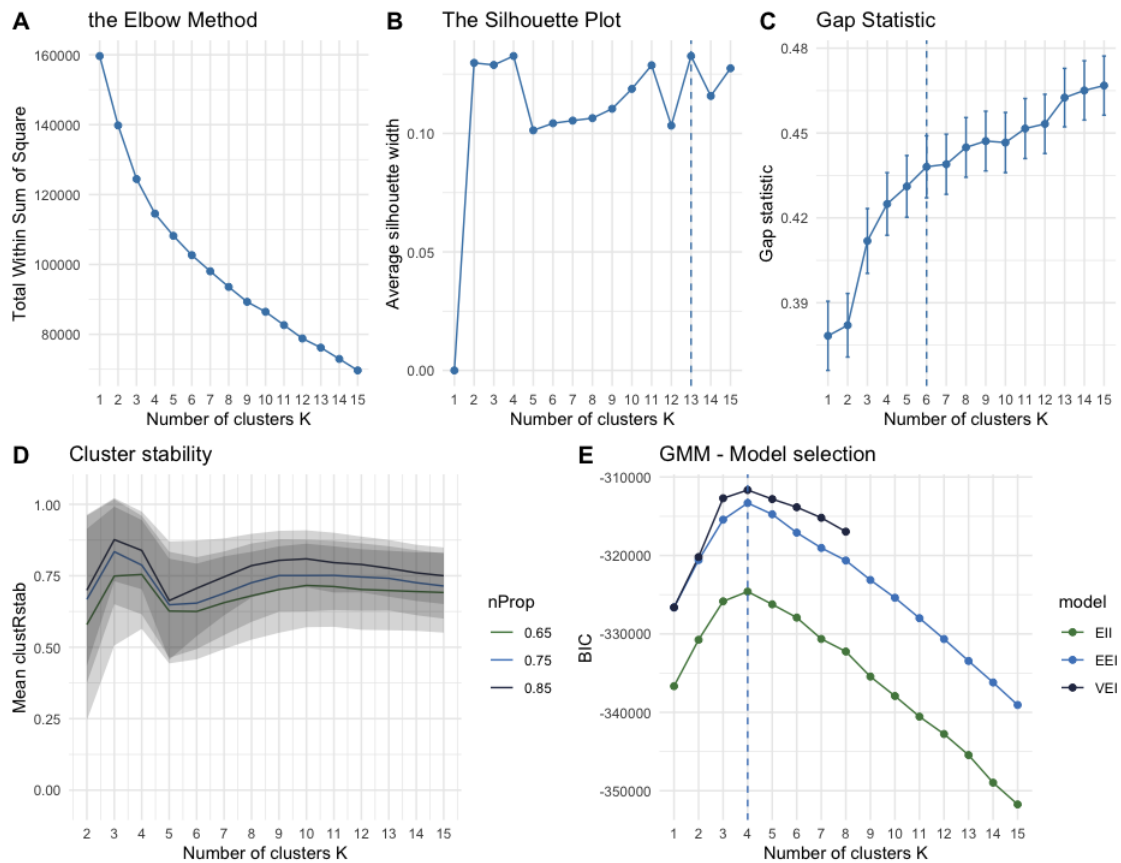 A the Elbow Method
Total Within Sum of Square
160000
140000
120000
100000
80000
1 2 3 4 5 6 7 8 9 10 11 12 13 14 15
Number of clusters K
B The Silhouette Plot
Average silhouette width
0.10
0.05
0.00
1 2 3 4 5 6 7 8 9 10 11 12 13 14 15
Number of clusters K
C Gap Statistic
Gap statistic
0.48
0.45
0.42
0.39
1 2 3 4 5 6 7 8 9 10 11 12 13 14 15
Number of clusters K
D Cluster stability
Mean clustRstab
1.00
0.75
0.50
0.25
0.00
2 3 4 5 6 7 8 9 10 11 12 13 14 15
Number of clusters K
nProp
0.65
0.75
0.85
E GMM - Model selection
BIC
-310000
-320000
-330000
-340000
-350000
1 2 3 4 5 6 7 8 9 10 11 12 13 14 15
Number of clusters K
model
EII
EEI
VEI